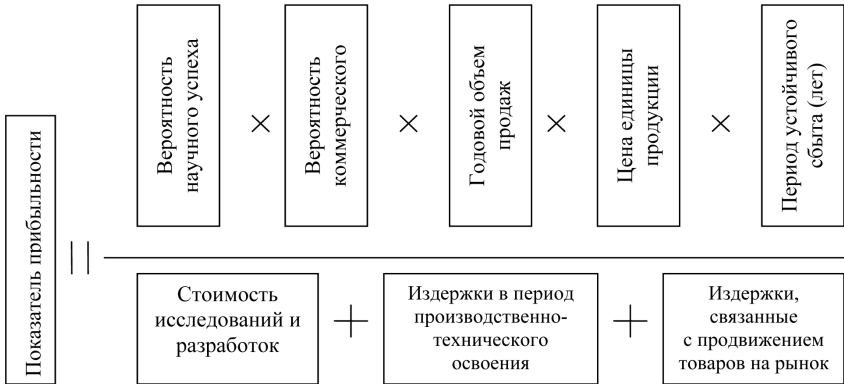 Показатель прибыльности
=
Вероятность
научного успеха
×
Вероятность
коммерческого
×
Годовой объем
продаж
×
Цена единицы
продукции
×
Период устойчивого
сбыта (лет)
Стоимость
исследований и
разработок
+
Издержки в период
производственно-
технического
освоения
+
Издержки,
связанные
с продвижением
товаров на рынок